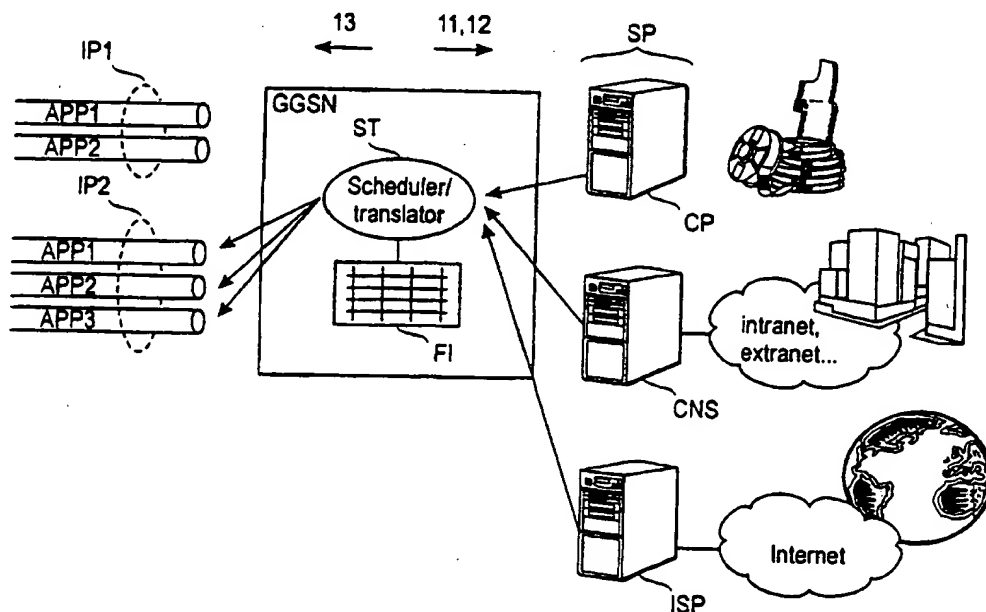 13
11,12
IP1
SP
APP1
GGSN
APP2
ST
IP2
Scheduler/
translator
CP
APP1
APP2
APP3
FI
intranet,
extranet...
CNS
Internet
ISP